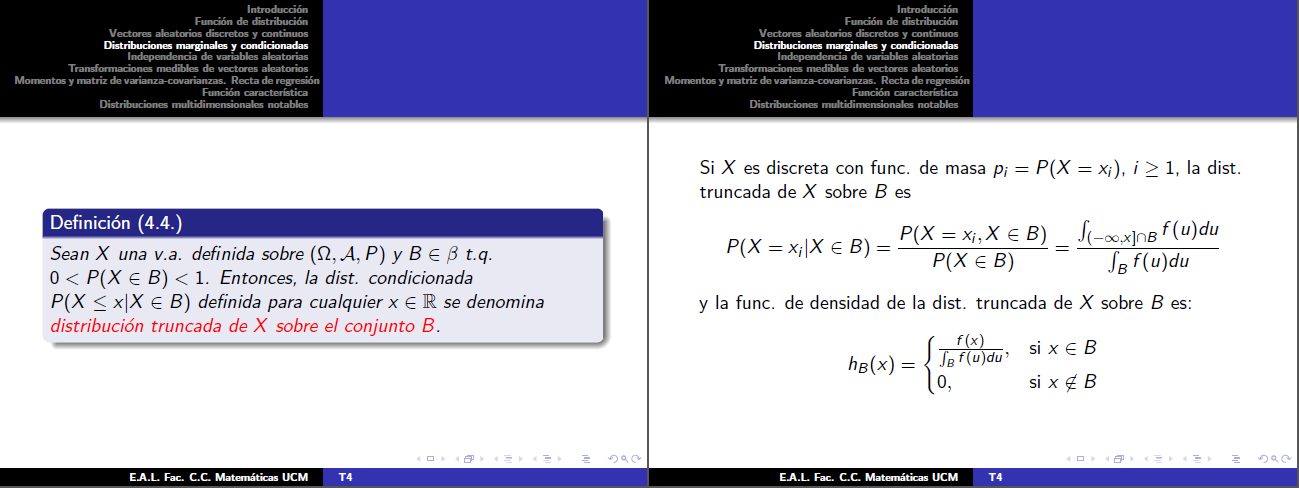 Introducción
Función de distribución
Vectores aleatorios discretos y continuos
Distribuciones marginales y condicionadas
Independencia de variables aleatorias
Transformaciones medibles de vectores aleatorios
Momentos y matriz de varianza-covarianzas. Recta de regresión
Función característica
Distribuciones multidimensionales notables
Definición (4.4.)
Sean X una v.a. definida sobre (Ω, 𝒜, P) y B ∈ β t.q.
0 < P(X ∈ B) < 1. Entonces, la dist. condicionada
P(X ≤ x|X ∈ B) definida para cualquier x ∈ ℝ se denomina
distribución truncada de X sobre el conjunto B.
E.A.L. Fac. C.C. Matemáticas UCM T4
Introducción
Función de distribución
Vectores aleatorios discretos y continuos
Distribuciones marginales y condicionadas
Independencia de variables aleatorias
Transformaciones medibles de vectores aleatorios
Momentos y matriz de varianza-covarianzas. Recta de regresión
Función característica
Distribuciones multidimensionales notables
Si X es discreta con func. de masa pᵢ = P(X = xᵢ), i ≥ 1, la dist.
truncada de X sobre B es
P(X = xᵢ|X ∈ B) = P(X = xᵢ, X ∈ B) / P(X ∈ B) = ∫_{(−∞,x]∩B} f(u)du / ∫_B f(u)du
y la func. de densidad de la dist. truncada de X sobre B es:
h_B(x) = { f(x) / ∫_B f(u)du, si x ∈ B
0, si x ∉ B
E.A.L. Fac. C.C. Matemáticas UCM T4